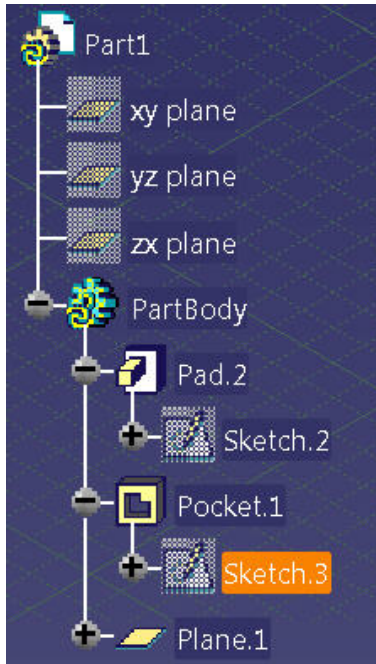 Part1
xy plane
yz plane
zx plane
PartBody
Pad.2
Sketch.2
Pocket.1
Sketch.3
Plane.1